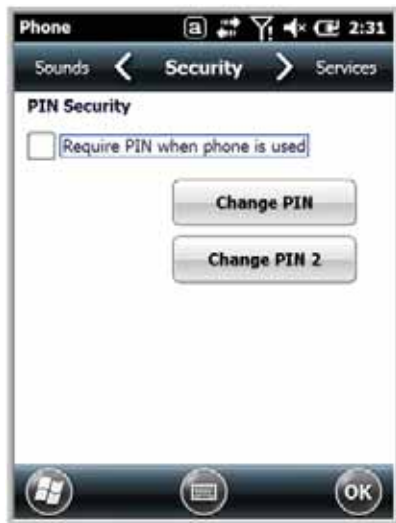 Phone a 2:31
Sounds Security Services
PIN Security
Require PIN when phone is used
Change PIN
Change PIN 2
OK